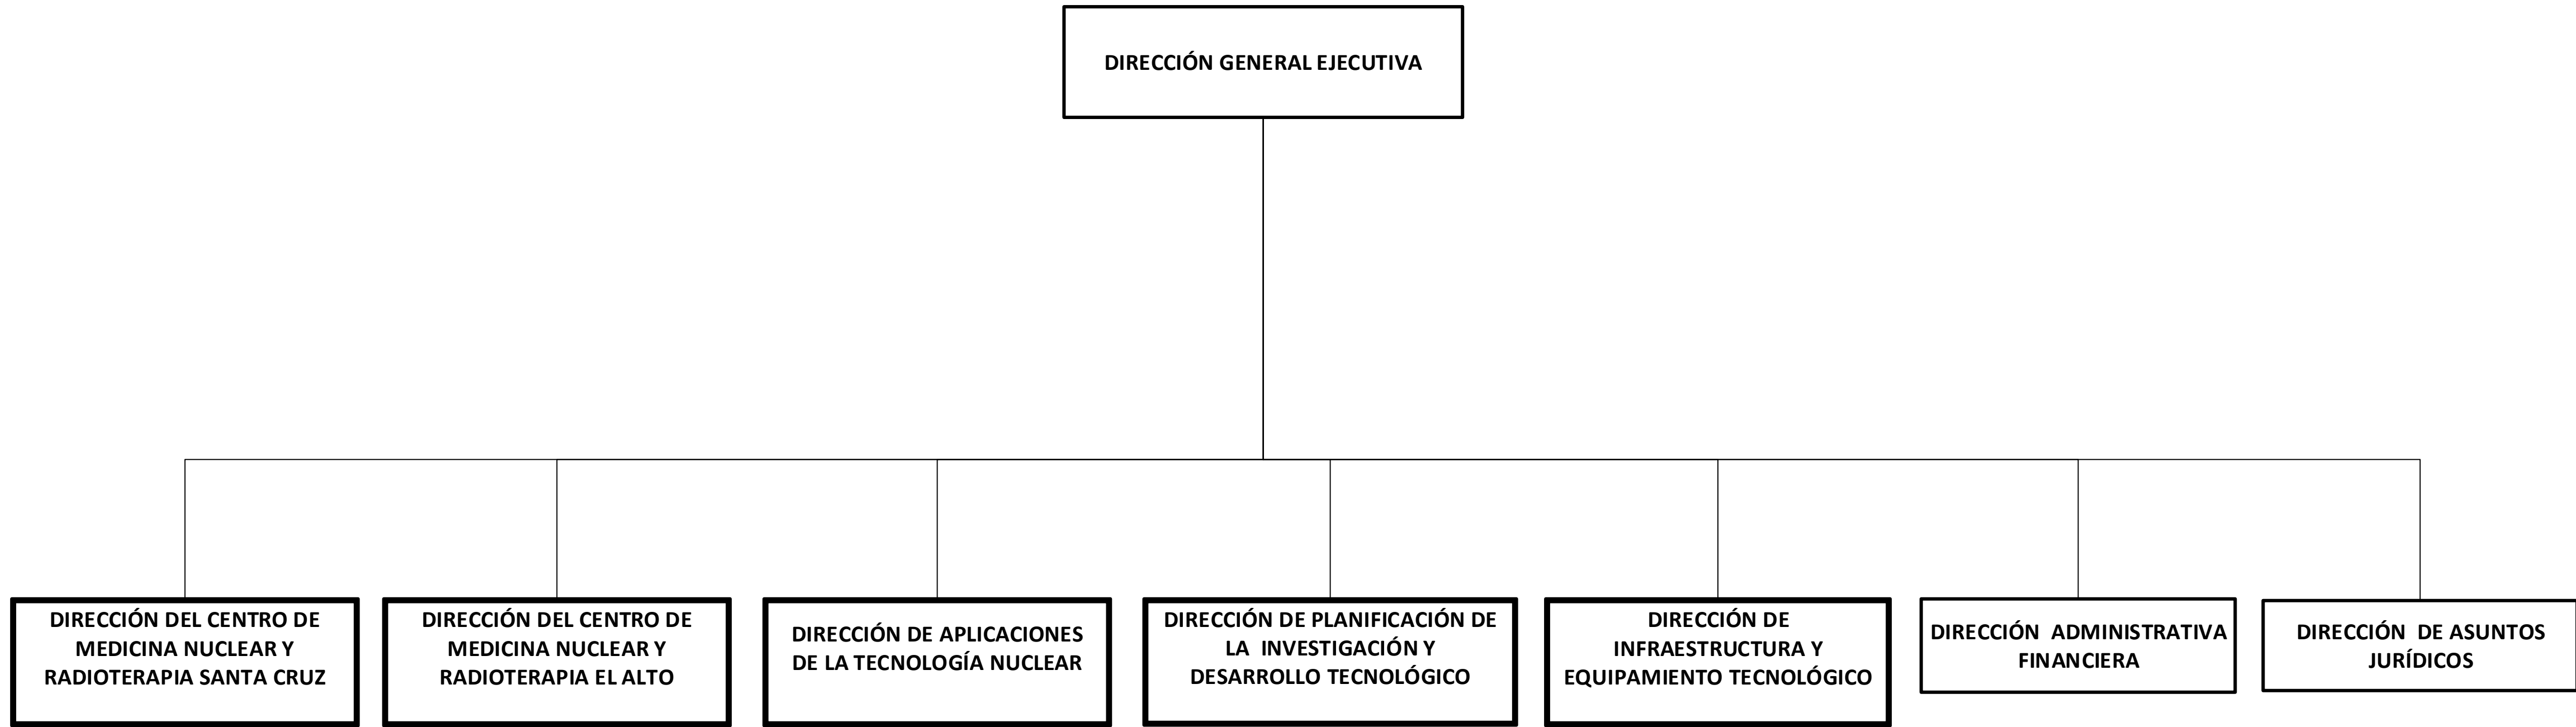 DIRECCIÓN GENERAL EJECUTIVA
DIRECCIÓN DEL CENTRO DE
MEDICINA NUCLEAR Y
RADIOTERAPIA SANTA CRUZ
DIRECCIÓN DEL CENTRO DE
MEDICINA NUCLEAR Y
RADIOTERAPIA EL ALTO
DIRECCIÓN DE APLICACIONES
DE LA TECNOLOGÍA NUCLEAR
DIRECCIÓN DE PLANIFICACIÓN DE
LA INVESTIGACIÓN Y
DESARROLLO TECNOLÓGICO
DIRECCIÓN DE
INFRAESTRUCTURA Y
EQUIPAMIENTO TECNOLÓGICO
DIRECCIÓN ADMINISTRATIVA
FINANCIERA
DIRECCIÓN DE ASUNTOS
JURÍDICOS